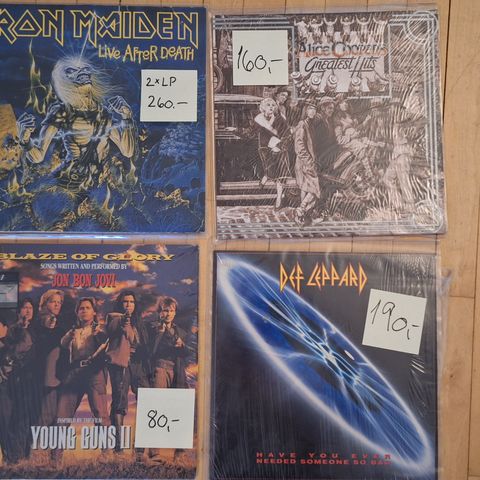 IRON MAIDEN
LIVE AFTER DEATH
2xLP
260,-
160,-
Alice Cooper's
Greatest Hits
BLAZE OF GLORY
SONGS WRITTEN AND PERFORMED BY
JON BON JOVI
INSPIRED BY THE FILM
YOUNG GUNS II
80,-
DEF LEPPARD
190,-
HAVE YOU EVER
NEEDED SOMEONE SO BAD